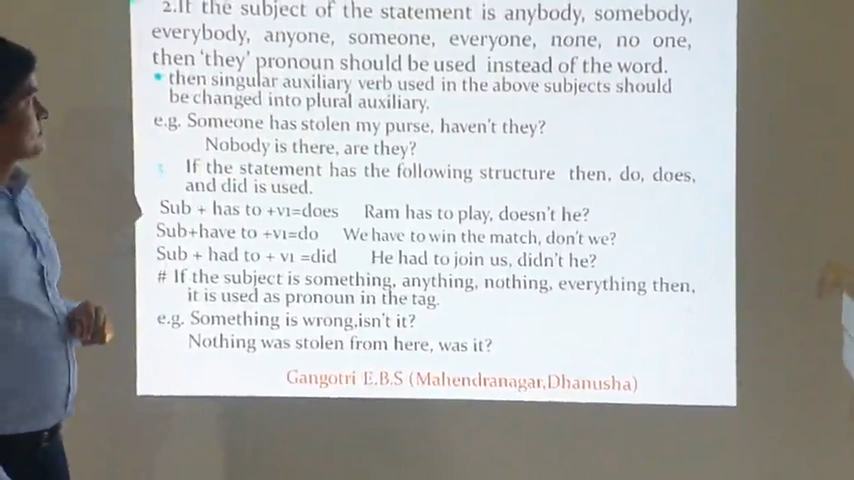 2.If the subject of the statement is anybody, somebody,
everybody, anyone, someone, everyone, none, no one,
then 'they' pronoun should be used instead of the word.
* then singular auxiliary verb used in the above subjects should
be changed into plural auxiliary.
e.g. Someone has stolen my purse, haven't they?
Nobody is there, are they?
If the statement has the following structure then, do, does,
and did is used.
Sub + has to +v1=does Ram has to play, doesn't he?
Sub+have to +v1=do We have to win the match, don't we?
Sub + had to + v1 =did He had to join us, didn't he?
# If the subject is something, anything, nothing, everything then,
it is used as pronoun in the tag.
e.g. Something is wrong,isn't it?
Nothing was stolen from here, was it?
Gangotri E.B.S (Mahendranagar,Dhanusha)